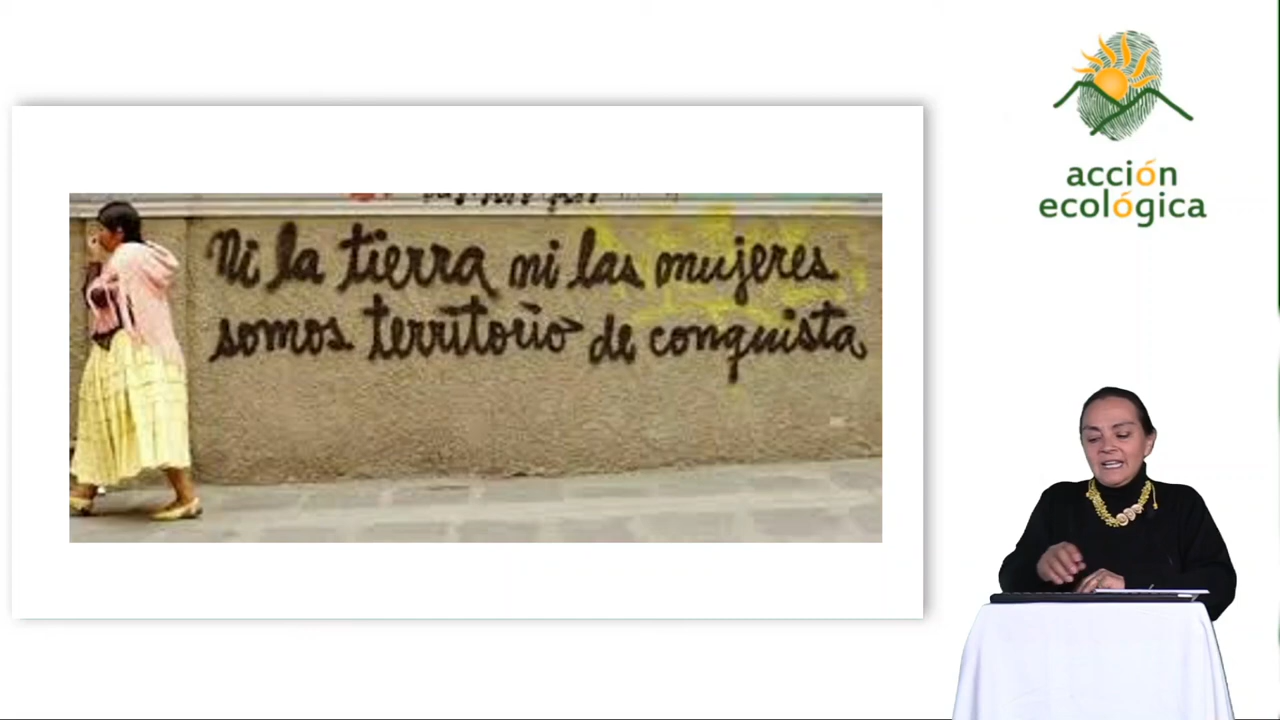 Ni la tierra ni las mujeres
somos territorio de conquista
acción
ecológica